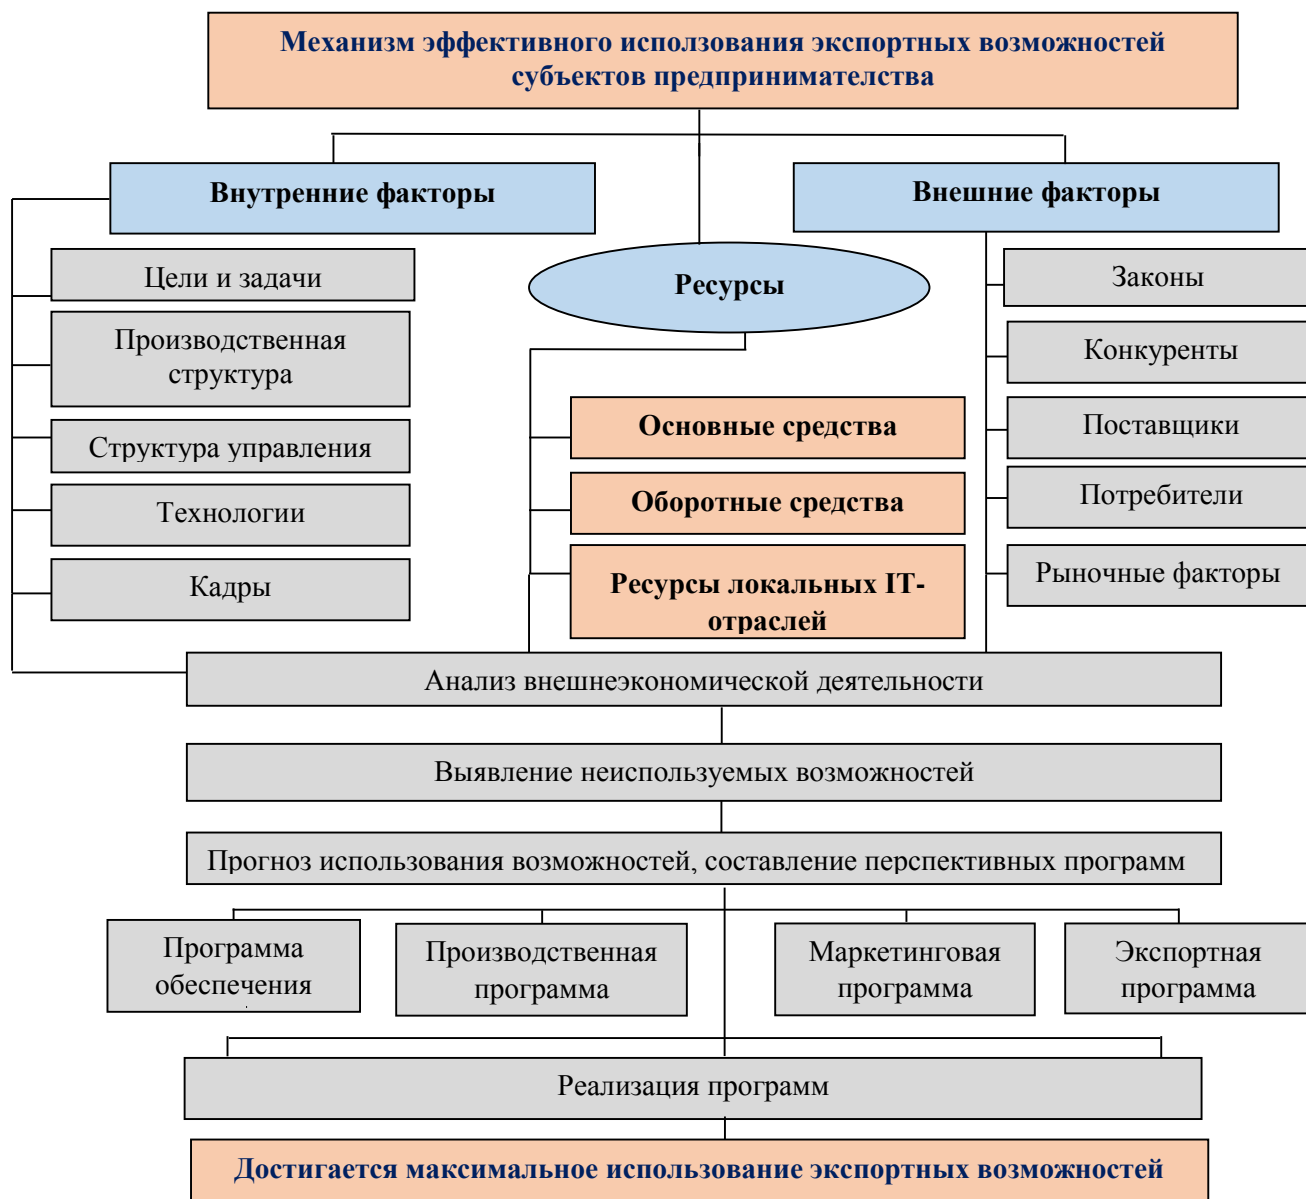 Механизм эффективного исползования экспортных возможностей
субъектов предпринимателства
Внутренние факторы
Внешние факторы
Ресурсы
Цели и задачи
Производственная
структура
Структура управления
Технологии
Кадры
Основные средства
Оборотные средства
Ресурсы локальных IT-
отраслей
Законы
Конкуренты
Поставщики
Потребители
Рыночные факторы
Анализ внешнеэкономической деятельности
Выявление неиспользуемых возможностей
Прогноз использования возможностей, составление перспективных программ
Программа
обеспечения
Производственная
программа
Маркетинговая
программа
Экспортная
программа
Реализация программ
Достигается максимальное использование экспортных возможностей